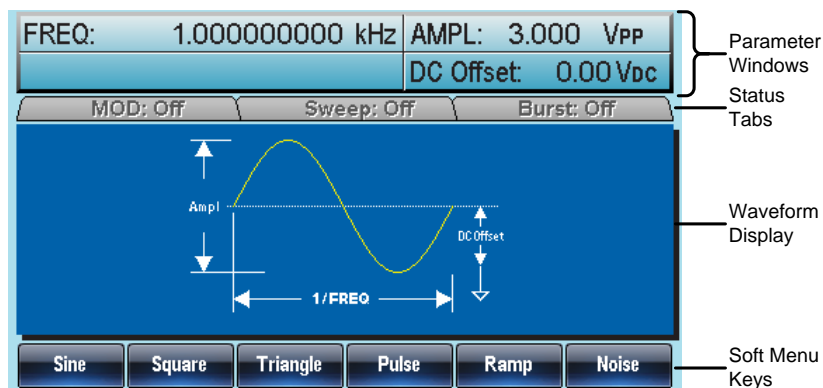 FREQ: 1.000000000 kHz AMPL: 3.000 VPP
DC Offset: 0.00 VDC
Parameter
Windows
MOD: Off Sweep: Off Burst: Off
Status
Tabs
Ampl
DC Offset
1/FREQ
Waveform
Display
Sine Square Triangle Pulse Ramp Noise
Soft Menu
Keys